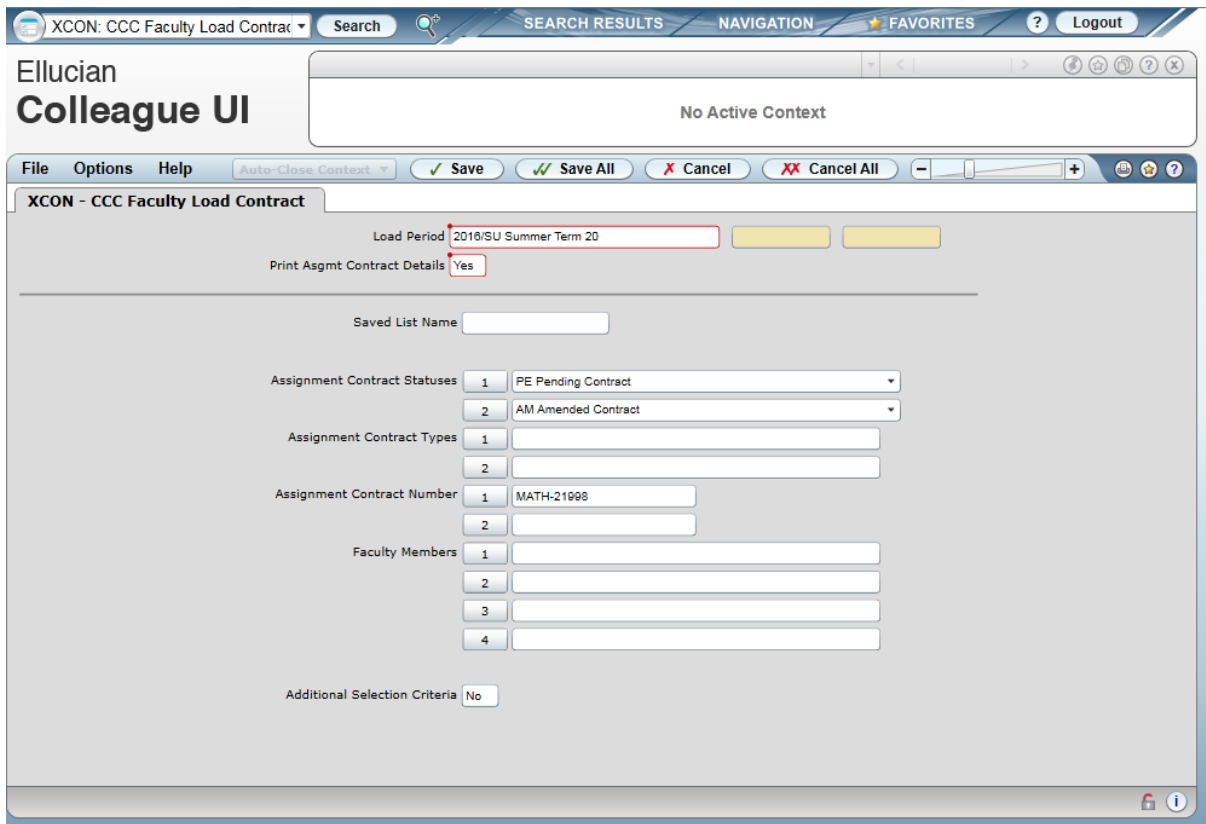 XCON: CCC Faculty Load Contrac Search SEARCH RESULTS NAVIGATION FAVORITES ? Logout
Ellucian
Colleague UI
No Active Context
File Options Help Auto-Close Context Save Save All Cancel Cancel All
XCON - CCC Faculty Load Contract
Load Period 2016/SU Summer Term 20
Print Asgmt Contract Details Yes
Saved List Name
Assignment Contract Statuses 1 PE Pending Contract
2 AM Amended Contract
Assignment Contract Types 1
2
Assignment Contract Number 1 MATH-21998
2
Faculty Members 1
2
3
4
Additional Selection Criteria No